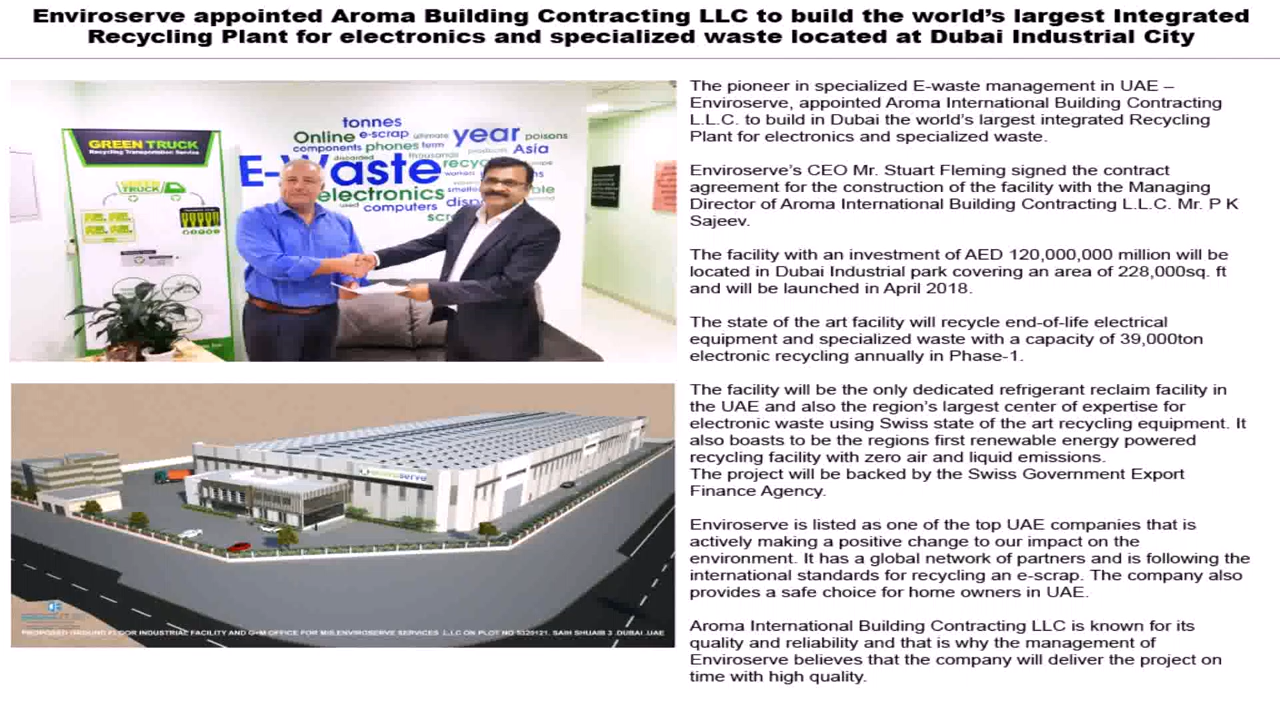 Enviroserve appointed Aroma Building Contracting LLC to build the world's largest Integrated
Recycling Plant for electronics and specialized waste located at Dubai Industrial City
GREEN TRUCK
Recycling Transportation Service
GREEN
TRUCK
tonnes
Online e-scrap ultimate year poisons
components phones term products Asia
discarded thousands recyc
E-Waste
workers
electronics
used computers disp
scra
The pioneer in specialized E-waste management in UAE –
Enviroserve, appointed Aroma International Building Contracting
L.L.C. to build in Dubai the world's largest integrated Recycling
Plant for electronics and specialized waste.
Enviroserve's CEO Mr. Stuart Fleming signed the contract
agreement for the construction of the facility with the Managing
Director of Aroma International Building Contracting L.L.C. Mr. P K
Sajeev.
The facility with an investment of AED 120,000,000 million will be
located in Dubai Industrial park covering an area of 228,000sq. ft
and will be launched in April 2018.
The state of the art facility will recycle end-of-life electrical
equipment and specialized waste with a capacity of 39,000ton
electronic recycling annually in Phase-1.
The facility will be the only dedicated refrigerant reclaim facility in
the UAE and also the region's largest center of expertise for
electronic waste using Swiss state of the art recycling equipment. It
also boasts to be the regions first renewable energy powered
recycling facility with zero air and liquid emissions.
The project will be backed by the Swiss Government Export
Finance Agency.
Enviroserve is listed as one of the top UAE companies that is
actively making a positive change to our impact on the
environment. It has a global network of partners and is following the
international standards for recycling an e-scrap. The company also
provides a safe choice for home owners in UAE.
Aroma International Building Contracting LLC is known for its
quality and reliability and that is why the management of
Enviroserve believes that the company will deliver the project on
time with high quality.
enviroserve
PROPOSED GROUND FLOOR INDUSTRIAL FACILITY AND G+M OFFICE FOR M/S.ENVIROSERVE SERVICES .L.L.C ON PLOT NO 5320121. SAIH SHUAIB 3 .DUBAI .UAE